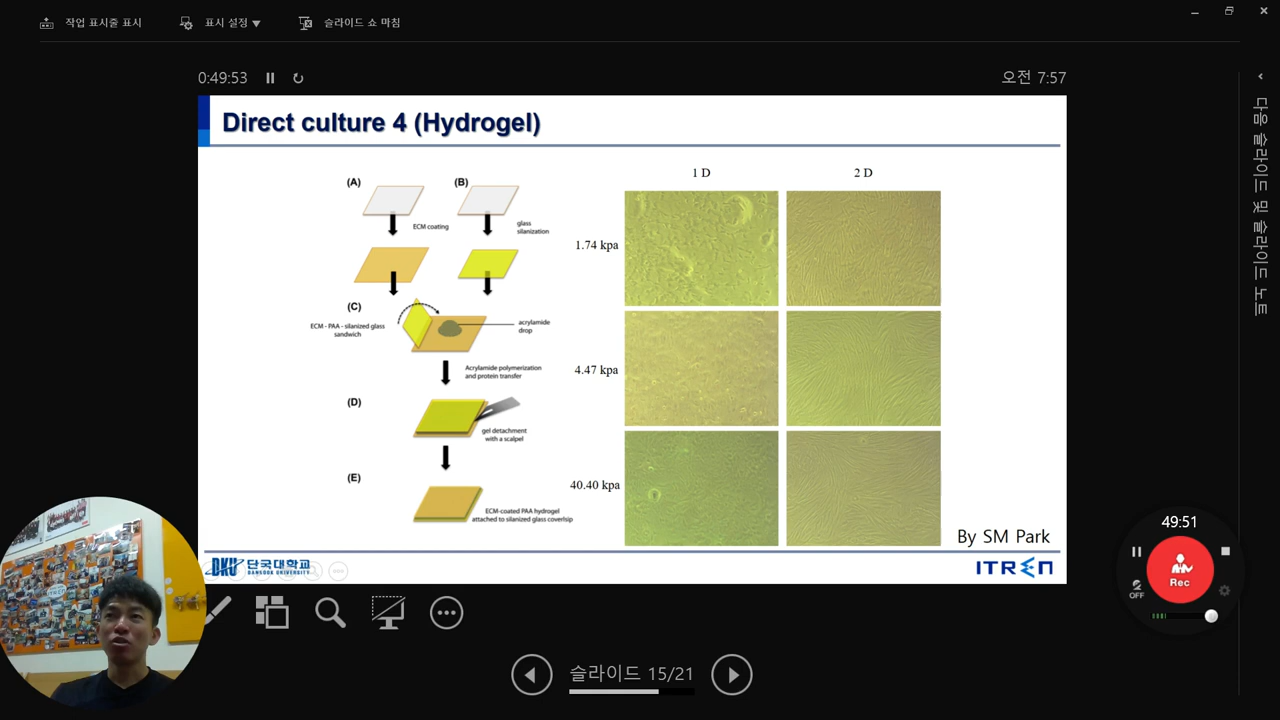 작업 표시줄 표시
표시 설정 ▼
슬라이드 쇼 마침
0:49:53
오전 7:57
다음 슬라이드 및 슬라이드 노트
Direct culture 4 (Hydrogel)
(A)
(B)
ECM coating
glass
silanization
(C)
ECM - PAA - silanized glass
sandwich
acrylamide
drop
Acrylamide polymerization
and protein transfer
(D)
gel detachment
with a scalpel
(E)
ECM-coated PAA hydrogel
attached to silanized glass coverlsip
1 D
2 D
1.74 kpa
4.47 kpa
40.40 kpa
By SM Park
DKU 단국대학교
DANKOOK UNIVERSITY
ITREN
49:51
Rec
OFF
슬라이드 15/21